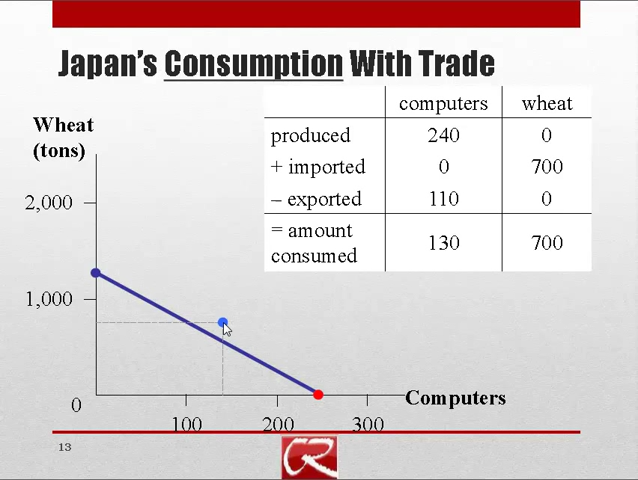 Japan's Consumption With Trade
computers wheat
produced 240 0
+ imported 0 700
– exported 110 0
= amount
consumed 130 700
Wheat
(tons)
2,000
1,000
0
100 200 300
Computers
13
CR